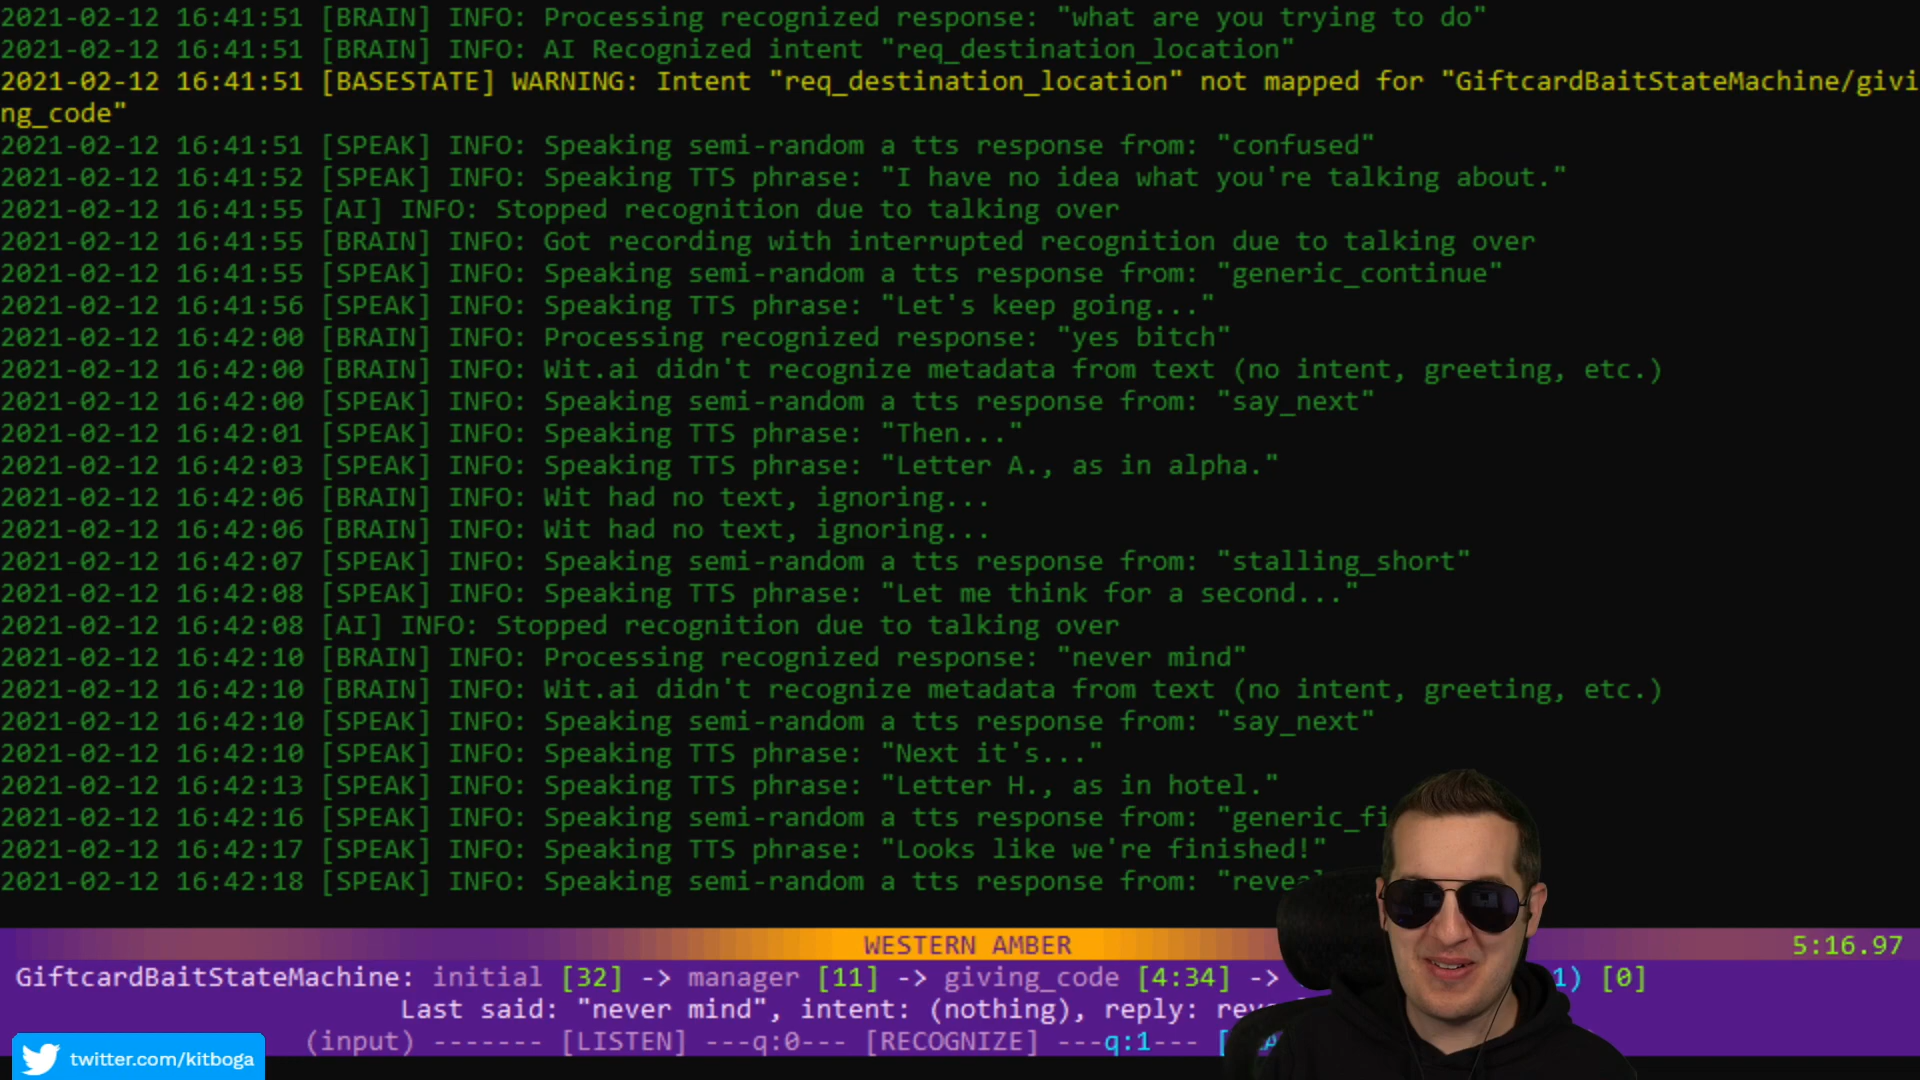 2021-02-12 16:41:51 [BRAIN] INFO: Processing recognized response: "what are you trying to do"
2021-02-12 16:41:51 [BRAIN] INFO: AI Recognized intent "req_destination_location"
2021-02-12 16:41:51 [BASESTATE] WARNING: Intent "req_destination_location" not mapped for "GiftcardBaitStateMachine/givi
ng_code"
2021-02-12 16:41:51 [SPEAK] INFO: Speaking semi-random a tts response from: "confused"
2021-02-12 16:41:52 [SPEAK] INFO: Speaking TTS phrase: "I have no idea what you're talking about."
2021-02-12 16:41:55 [AI] INFO: Stopped recognition due to talking over
2021-02-12 16:41:55 [BRAIN] INFO: Got recording with interrupted recognition due to talking over
2021-02-12 16:41:55 [SPEAK] INFO: Speaking semi-random a tts response from: "generic_continue"
2021-02-12 16:41:56 [SPEAK] INFO: Speaking TTS phrase: "Let's keep going..."
2021-02-12 16:42:00 [BRAIN] INFO: Processing recognized response: "yes bitch"
2021-02-12 16:42:00 [BRAIN] INFO: Wit.ai didn't recognize metadata from text (no intent, greeting, etc.)
2021-02-12 16:42:00 [SPEAK] INFO: Speaking semi-random a tts response from: "say_next"
2021-02-12 16:42:01 [SPEAK] INFO: Speaking TTS phrase: "Then..."
2021-02-12 16:42:03 [SPEAK] INFO: Speaking TTS phrase: "Letter A., as in alpha."
2021-02-12 16:42:06 [BRAIN] INFO: Wit had no text, ignoring...
2021-02-12 16:42:06 [BRAIN] INFO: Wit had no text, ignoring...
2021-02-12 16:42:07 [SPEAK] INFO: Speaking semi-random a tts response from: "stalling_short"
2021-02-12 16:42:08 [SPEAK] INFO: Speaking TTS phrase: "Let me think for a second..."
2021-02-12 16:42:08 [AI] INFO: Stopped recognition due to talking over
2021-02-12 16:42:10 [BRAIN] INFO: Processing recognized response: "never mind"
2021-02-12 16:42:10 [BRAIN] INFO: Wit.ai didn't recognize metadata from text (no intent, greeting, etc.)
2021-02-12 16:42:10 [SPEAK] INFO: Speaking semi-random a tts response from: "say_next"
2021-02-12 16:42:10 [SPEAK] INFO: Speaking TTS phrase: "Next it's..."
2021-02-12 16:42:13 [SPEAK] INFO: Speaking TTS phrase: "Letter H., as in hotel."
2021-02-12 16:42:16 [SPEAK] INFO: Speaking semi-random a tts response from: "generic_fi
2021-02-12 16:42:17 [SPEAK] INFO: Speaking TTS phrase: "Looks like we're finished!"
2021-02-12 16:42:18 [SPEAK] INFO: Speaking semi-random a tts response from: "reveal
WESTERN AMBER 5:16.97
GiftcardBaitStateMachine: initial [32] -> manager [11] -> giving_code [4:34] -> 1) [0]
Last said: "never mind", intent: (nothing), reply: reve
(input) ------- [LISTEN] ---q:0--- [RECOGNIZE] ---q:1--- [
twitter.com/kitboga